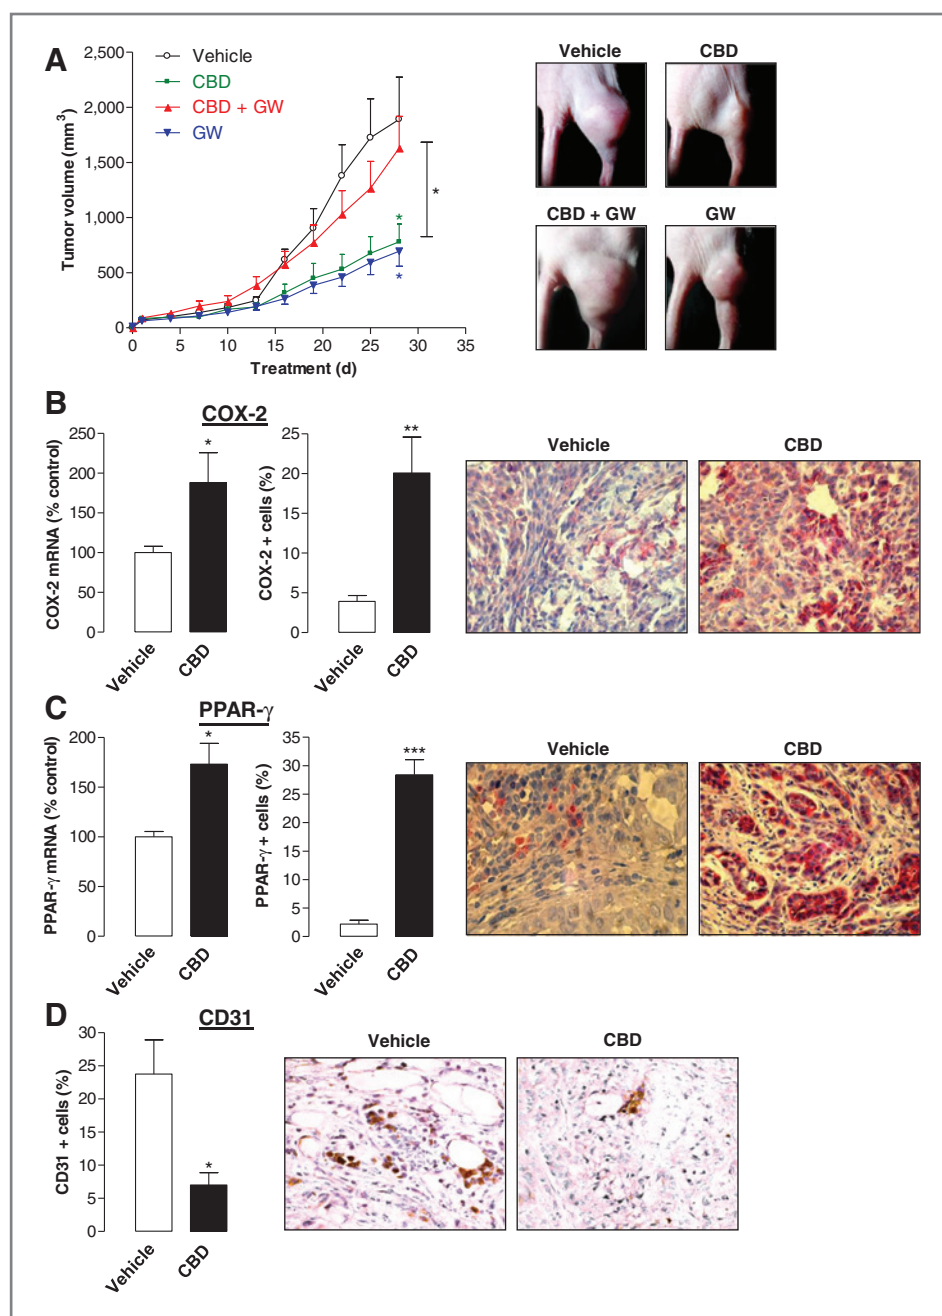 A
2,500
2,000
1,500
1,000
500
0
Tumor volume (mm³)
0 5 10 15 20 25 30 35
Treatment (d)
Vehicle
CBD
CBD + GW
GW
*
*
*
Vehicle CBD
CBD + GW GW
B
COX-2
250
200
150
100
50
0
COX-2 mRNA (% control)
*
Vehicle
CBD
25
20
15
10
5
0
COX-2 + cells (%)
**
Vehicle
CBD
Vehicle CBD
C
PPAR-γ
200
150
100
50
0
PPAR-γ mRNA (% control)
*
Vehicle
CBD
35
30
25
20
15
10
5
0
PPAR-γ + cells (%)
***
Vehicle
CBD
Vehicle CBD
D
CD31
30
25
20
15
10
5
0
CD31 + cells (%)
*
Vehicle
CBD
Vehicle CBD